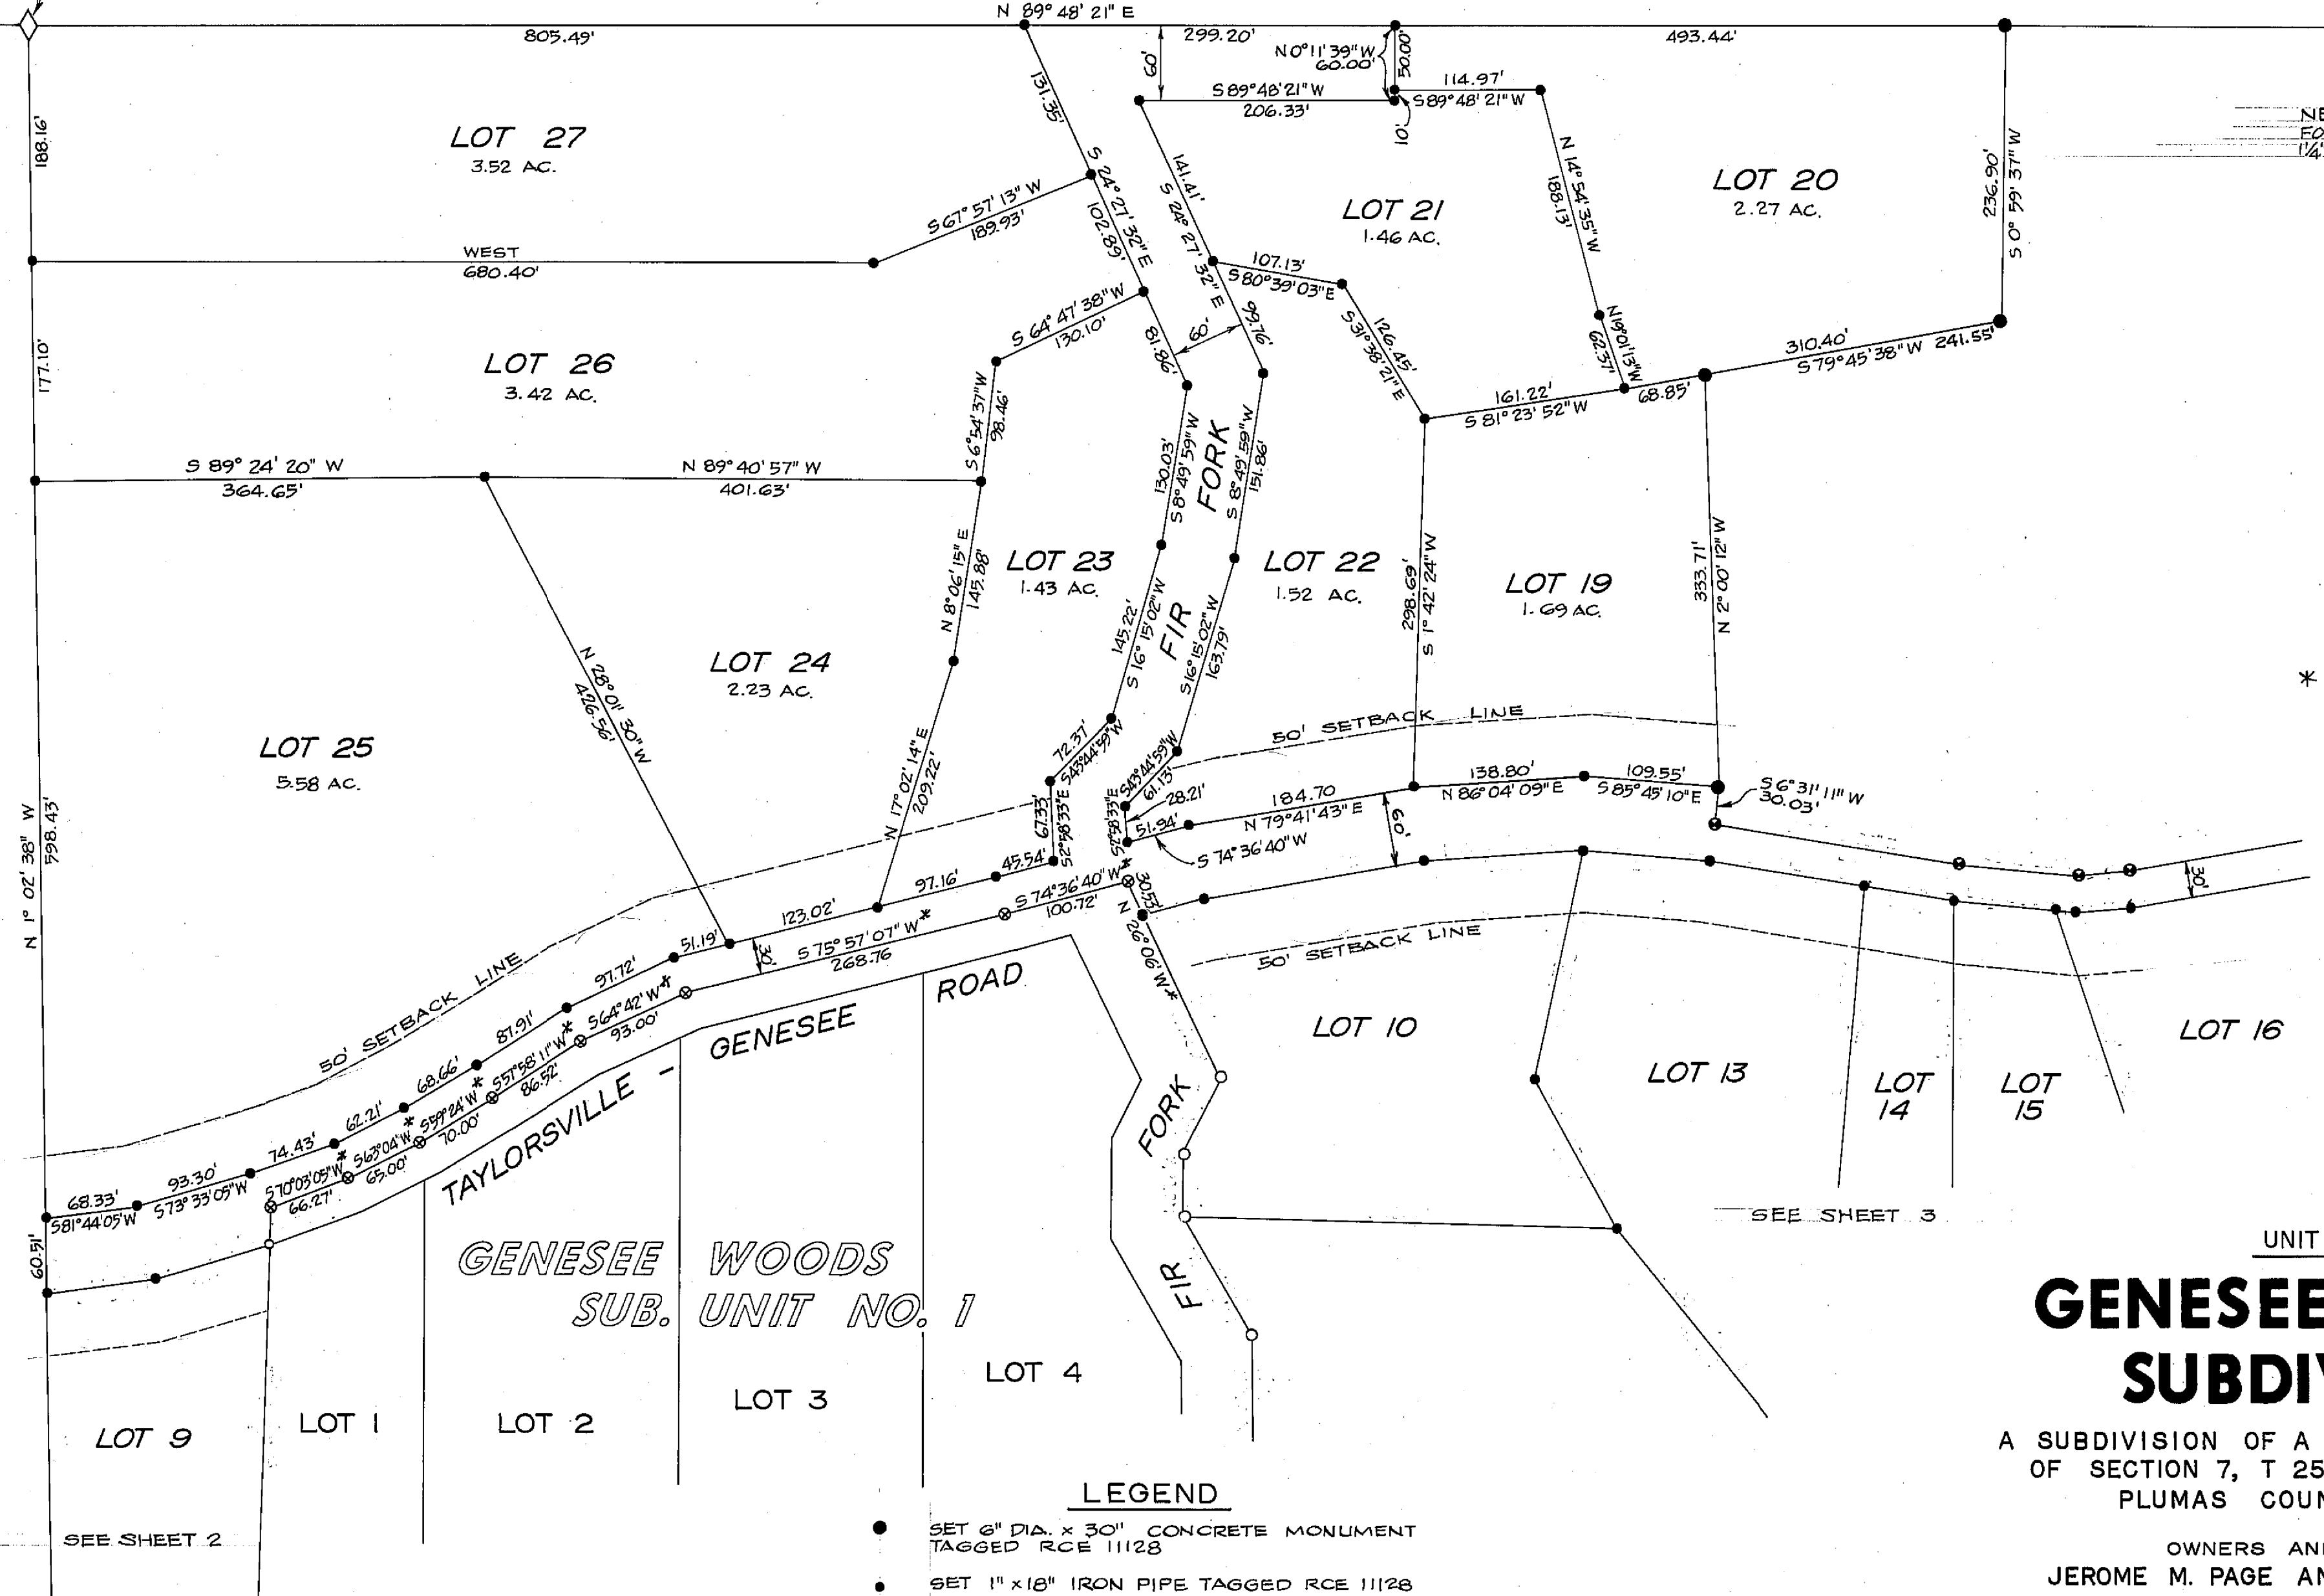 N 89° 48' 21" E
805.49'
299.20'
493.44'
60'
N 0° 11' 39" W
60.00'
50.00'
114.97'
S 89° 48' 21" W
206.33'
S 89° 48' 21" W
10'
188.16'
LOT 27
3.52 AC.
131.35'
S 24° 27' 32" E
102.89'
141.41'
S 24° 27' 32" E
99.76'
LOT 21
1.46 AC.
N 14° 54' 35" W
188.13'
LOT 20
2.27 AC.
236.90'
S 0° 59' 37" W
S 67° 57' 13" W
189.93'
WEST
680.40'
107.13'
S 80° 39' 03" E
126.45'
S 31° 38' 21" E
N 19° 01' 13" W
62.37'
310.40'
S 79° 45' 38" W 241.55'
161.22'
S 81° 23' 52" W
68.85'
S 64° 47' 38" W
130.10'
81.86'
60'
177.10'
LOT 26
3.42 AC.
S 6° 54' 37" W
98.46'
S 89° 24' 20" W
364.65'
N 89° 40' 57" W
401.63'
130.03'
S 8° 49' 59" W
FIR FORK
S 8° 49' 59" W
151.86'
N 8° 06' 15" E
145.88'
LOT 23
1.43 AC.
145.22'
S 16° 15' 02" W
S 16° 15' 02" W
163.79'
LOT 22
1.52 AC.
298.69'
S 1° 42' 24" W
LOT 19
1.69 AC.
333.71'
N 2° 00' 12" W
*
N 28° 01' 30" W
426.56'
LOT 24
2.23 AC.
LOT 25
5.58 AC.
N 17° 02' 14" E
209.22'
72.37'
S 43° 44' 59" W
67.33'
S 2° 58' 33" E
S 43° 44' 59" W
61.13'
28.21'
S 2° 58' 33" E
50' SETBACK LINE
51.94'
184.70
N 79° 41' 43" E
S 74° 36' 40" W
138.80'
N 86° 04' 09" E
109.55'
S 85° 45' 10" E
S 6° 31' 11" W
30.03'
60'
30'
N 1° 02' 38" W
598.43'
45.54'
97.16'
123.02'
51.19'
30'
S 74° 36' 40" W *
100.72'
S 75° 57' 07" W *
268.76
30.53'
N 26° 06' W *
50' SETBACK LINE
50' SETBACK LINE
97.72'
87.91'
68.66'
62.21'
74.43'
93.30'
S 73° 33' 05" W
68.33'
S 81° 44' 05" W
S 64° 42' W *
93.00'
S 57° 58' 11" W *
86.52'
S 59° 24' W *
70.00'
S 63° 04' W *
65.00'
S 70° 03' 05" W *
66.27'
60.51'
TAYLORSVILLE - GENESEE ROAD
FIR FORK
LOT 10
LOT 13
LOT
14
LOT
15
LOT 16
SEE SHEET 3
GENESEE WOODS
SUB. UNIT NO. 1
LOT 9
LOT 1
LOT 2
LOT 3
LOT 4
SEE SHEET 2
LEGEND
SET 6" DIA. x 30" CONCRETE MONUMENT
TAGGED RCE 11128
SET 1" x 18" IRON PIPE TAGGED RCE 11128
UNIT
GENESEE
A SUBDIVISION OF A
OF SECTION 7, T 25
PLUMAS
OWNERS
JEROME M. PAGE